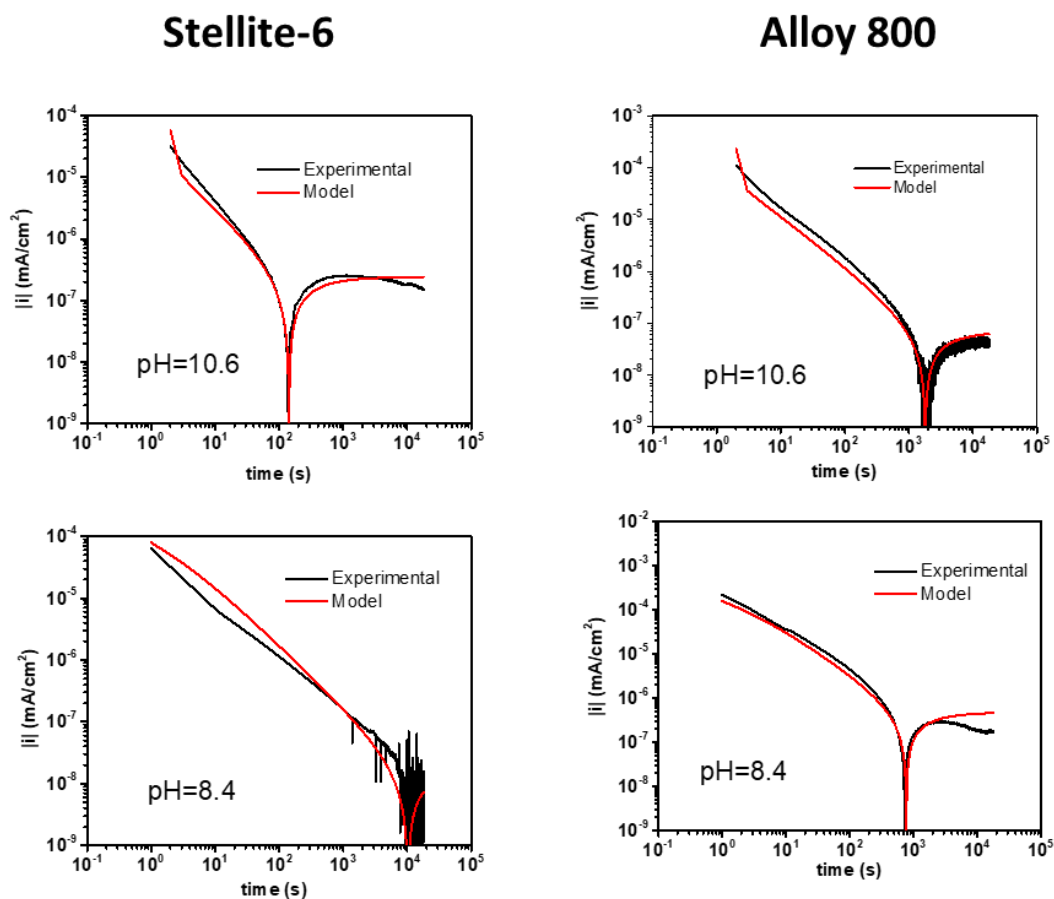 Stellite-6
Alloy 800
10⁻⁴
10⁻⁵
10⁻⁶
10⁻⁷
10⁻⁸
10⁻⁹
|i| (mA/cm²)
Experimental
Model
pH=10.6
10⁻¹ 10⁰ 10¹ 10² 10³ 10⁴ 10⁵
time (s)
10⁻³
10⁻⁴
10⁻⁵
10⁻⁶
10⁻⁷
10⁻⁸
10⁻⁹
|i| (mA/cm²)
Experimental
Model
pH=10.6
10⁻¹ 10⁰ 10¹ 10² 10³ 10⁴ 10⁵
time (s)
10⁻⁴
10⁻⁵
10⁻⁶
10⁻⁷
10⁻⁸
10⁻⁹
|i| (mA/cm²)
Experimental
Model
pH=8.4
10⁻¹ 10⁰ 10¹ 10² 10³ 10⁴ 10⁵
time (s)
10⁻²
10⁻³
10⁻⁴
10⁻⁵
10⁻⁶
10⁻⁷
10⁻⁸
10⁻⁹
|i| (mA/cm²)
Experimental
Model
pH=8.4
10⁻¹ 10⁰ 10¹ 10² 10³ 10⁴ 10⁵
time (s)